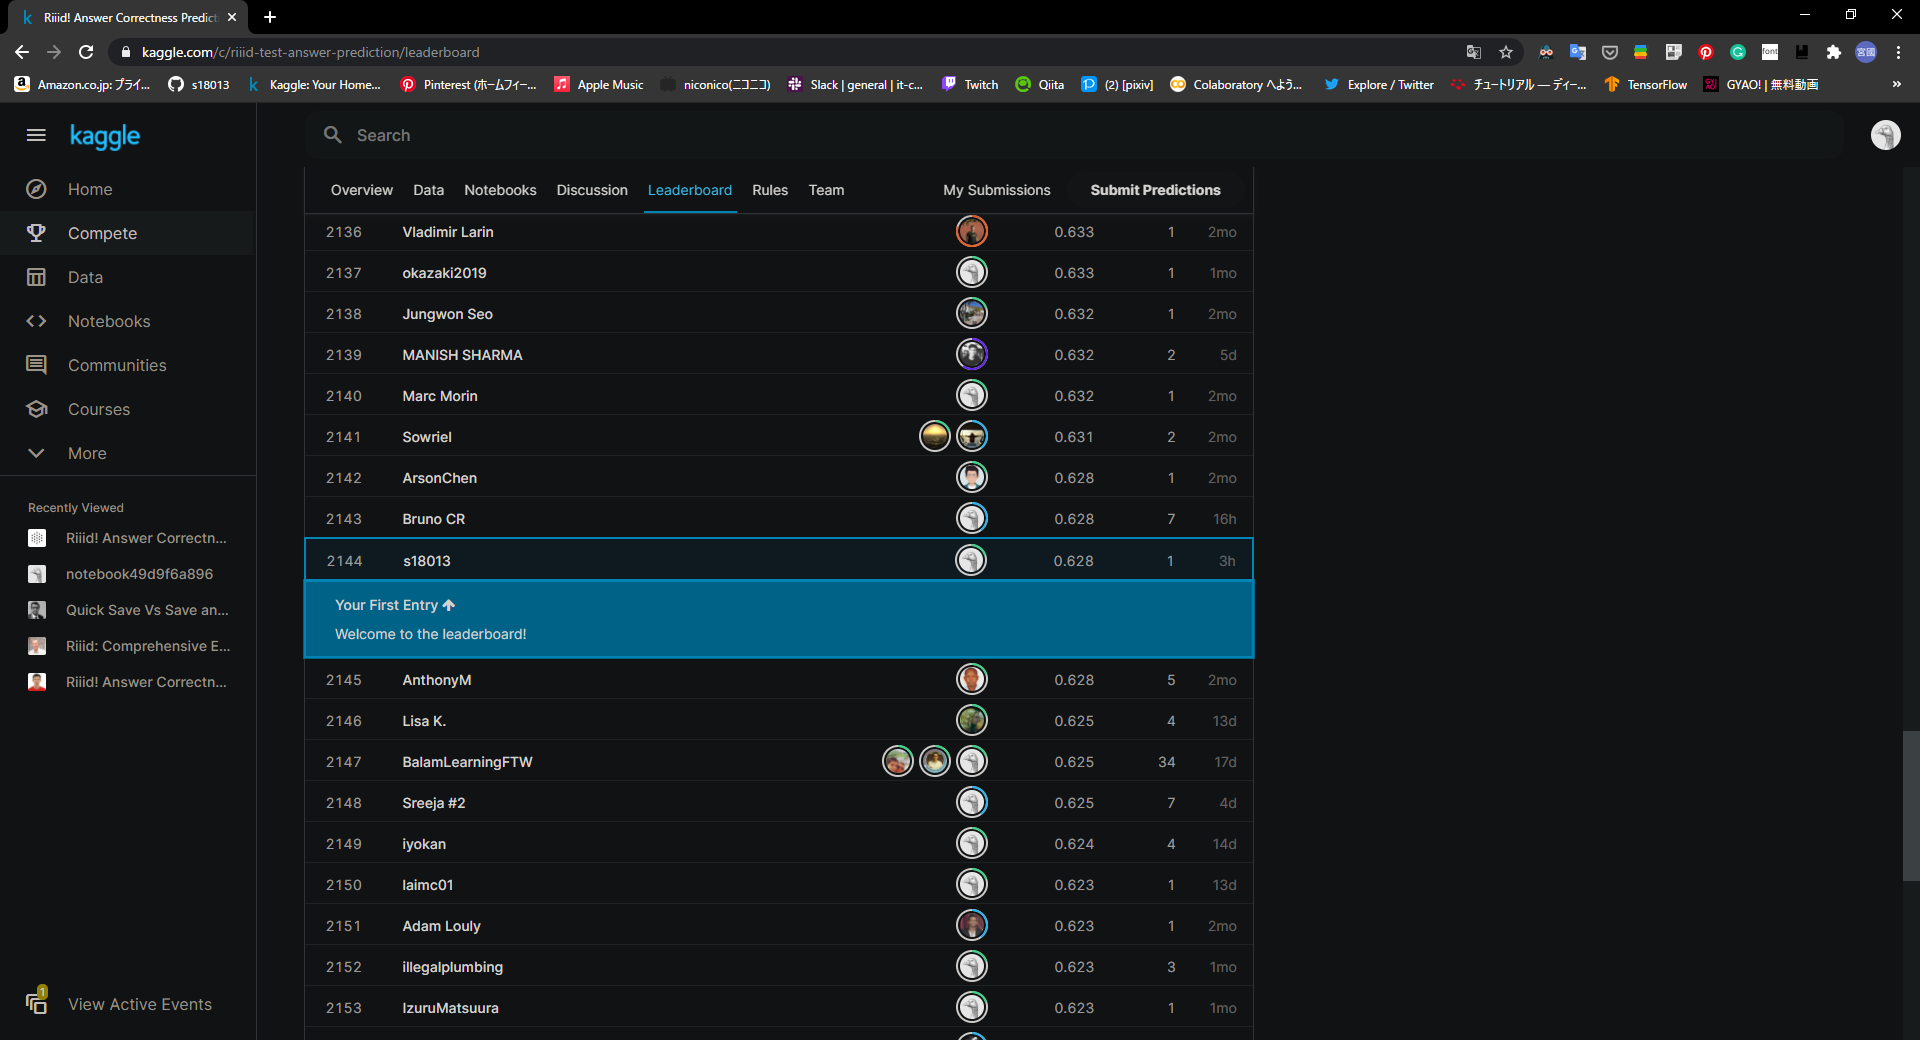 Riiid! Answer Correctness Predict
kaggle.com/c/riiid-test-answer-prediction/leaderboard
font
宮國
Amazon.co.jp: プライ...
s18013
Kaggle: Your Home...
Pinterest (ホームフィー...
Apple Music
niconico(ニコニコ)
Slack | general | it-c...
Twitch
Qiita
(2) [pixiv]
Colaboratory へよう...
Explore / Twitter
チュートリアル — ディー...
TensorFlow
GYAO! | 無料動画
»
kaggle
Search
Home
Compete
Data
Notebooks
Communities
Courses
More
Recently Viewed
Riiid! Answer Correctn...
notebook49d9f6a896
Quick Save Vs Save an...
Riiid: Comprehensive E...
Riiid! Answer Correctn...
1
View Active Events
Overview Data Notebooks Discussion Leaderboard Rules Team My Submissions Submit Predictions
2136 Vladimir Larin 0.633 1 2mo
2137 okazaki2019 0.633 1 1mo
2138 Jungwon Seo 0.632 1 2mo
2139 MANISH SHARMA 0.632 2 5d
2140 Marc Morin 0.632 1 2mo
2141 Sowriel 0.631 2 2mo
2142 ArsonChen 0.628 1 2mo
2143 Bruno CR 0.628 7 16h
2144 s18013 0.628 1 3h
Your First Entry
Welcome to the leaderboard!
2145 AnthonyM 0.628 5 2mo
2146 Lisa K. 0.625 4 13d
2147 BalamLearningFTW 0.625 34 17d
2148 Sreeja #2 0.625 7 4d
2149 iyokan 0.624 4 14d
2150 laimc01 0.623 1 13d
2151 Adam Louly 0.623 1 2mo
2152 illegalplumbing 0.623 3 1mo
2153 IzuruMatsuura 0.623 1 1mo